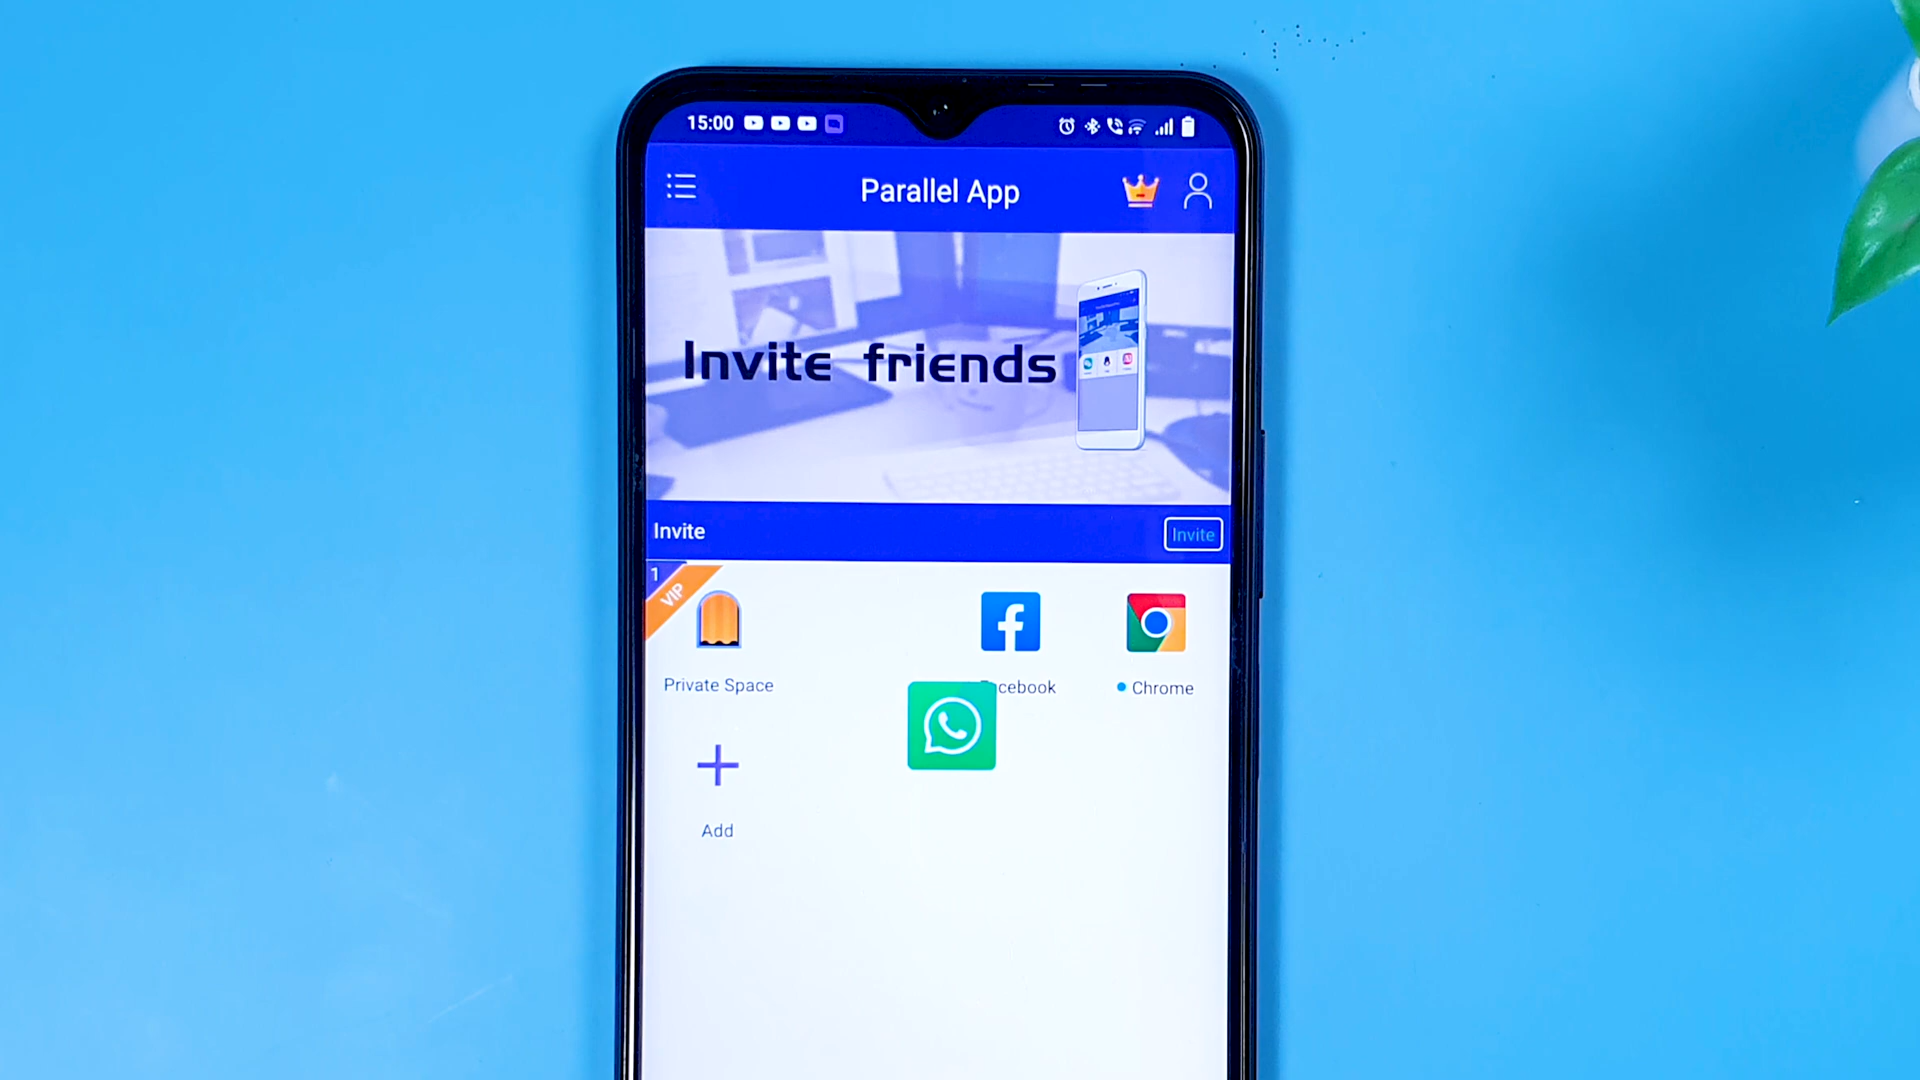 15:00
Parallel App
Invite friends
Invite
Invite
1
VIP
Private Space
cebook
Chrome
Add